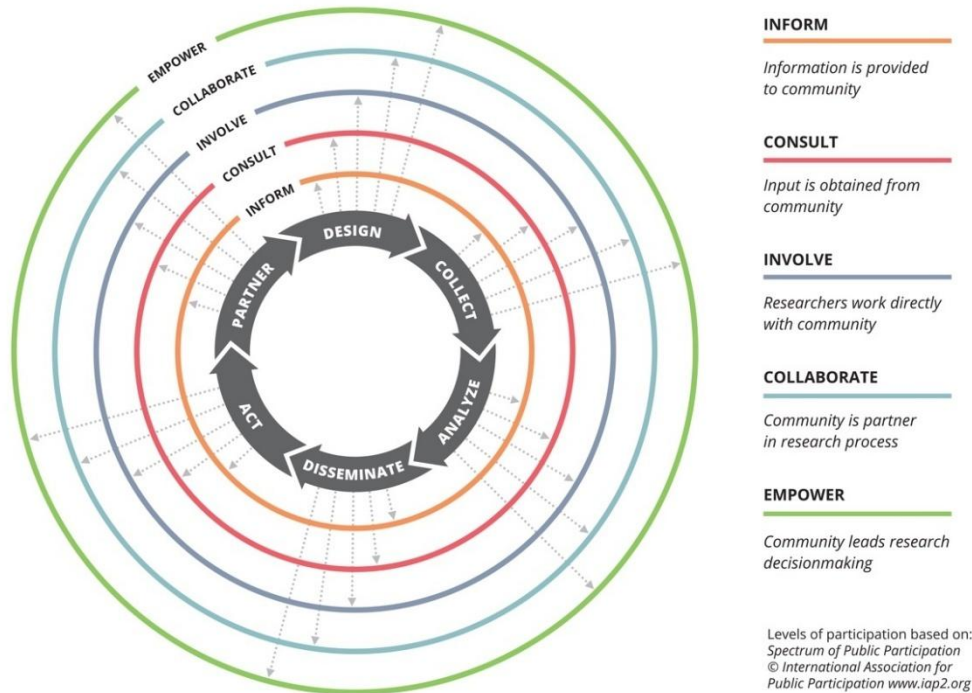 EMPOWER
COLLABORATE
INVOLVE
CONSULT
INFORM
DESIGN
COLLECT
ANALYZE
DISSEMINATE
ACT
PARTNER
INFORM
Information is provided
to community
CONSULT
Input is obtained from
community
INVOLVE
Researchers work directly
with community
COLLABORATE
Community is partner
in research process
EMPOWER
Community leads research
decisionmaking
Levels of participation based on:
Spectrum of Public Participation
© International Association for
Public Participation www.iap2.org